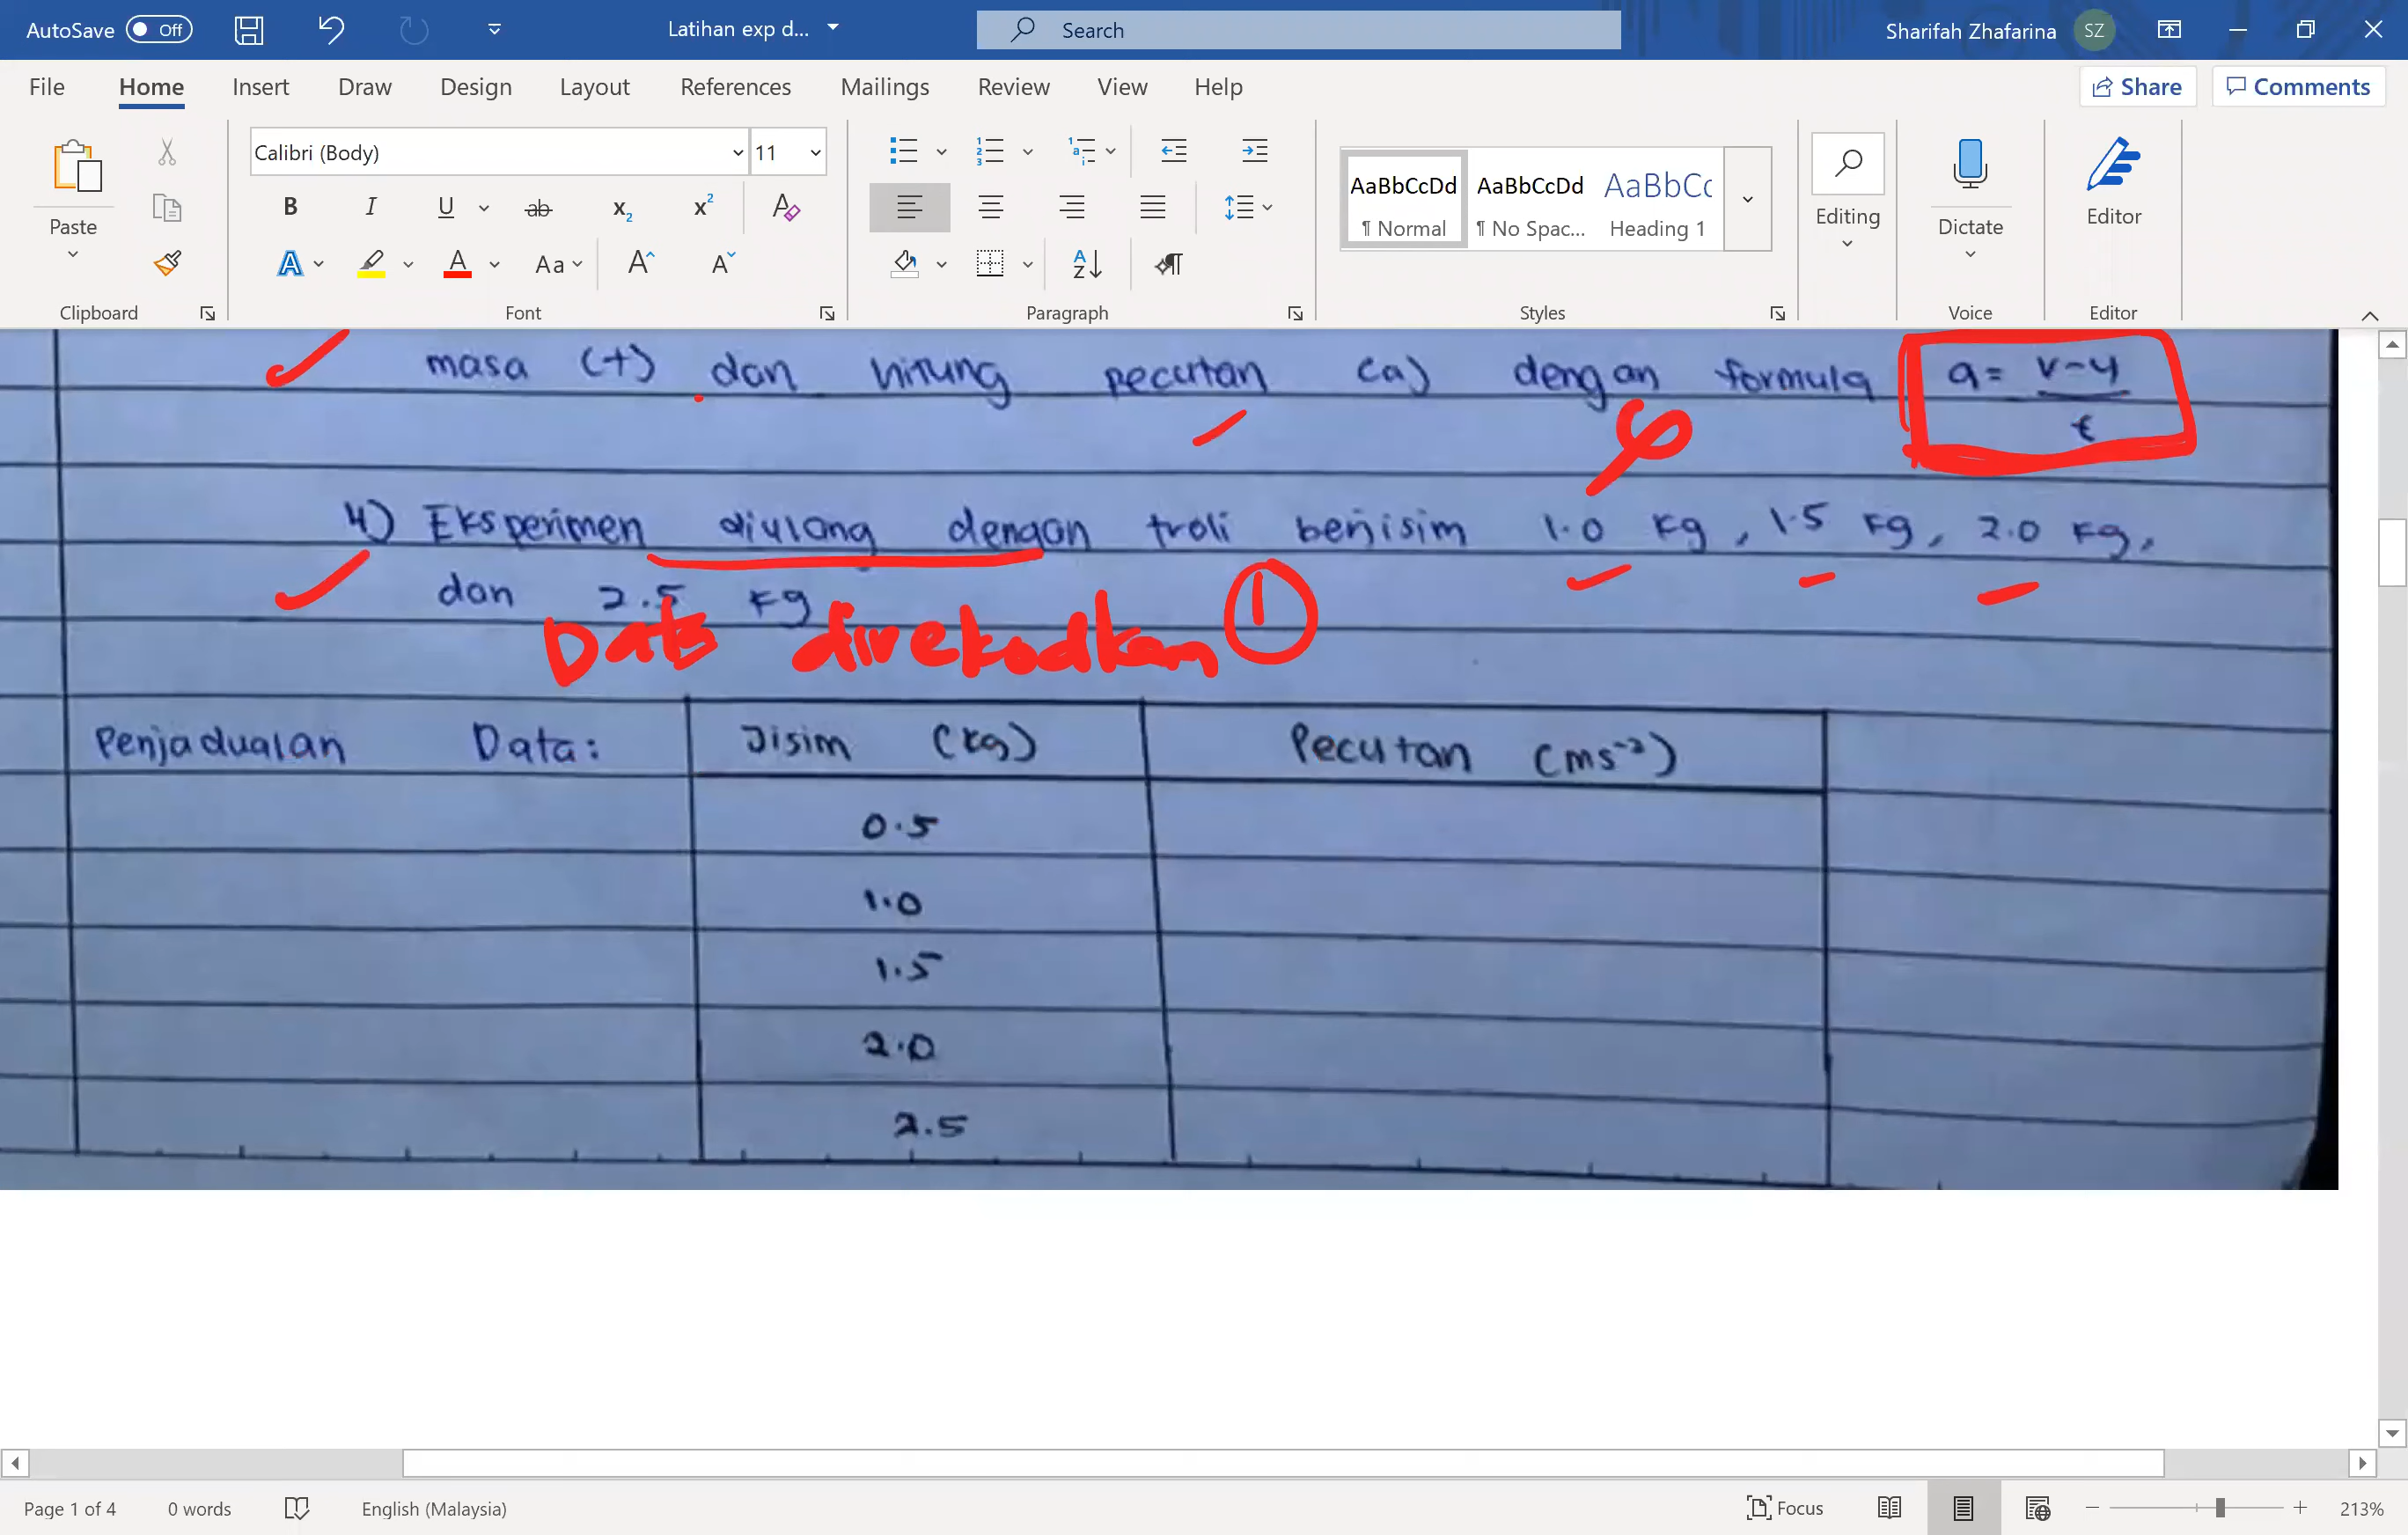 AutoSave Off Latihan exp d... Search Sharifah Zhafarina SZ
File Home Insert Draw Design Layout References Mailings Review View Help Share Comments
Paste
Calibri (Body) 11
B I U ab x₂ x² A
A A Aa A A
AaBbCcDd AaBbCcDd AaBbCc
¶ Normal ¶ No Spac... Heading 1
Editing Dictate Editor
Clipboard Font Paragraph Styles Voice Editor
masa (t) dan hitung pecutan (a) dengan formula a = v-u
t
4) Eksperimen diulang dengan troli berjisim 1.0 kg, 1.5 kg, 2.0 kg,
dan 2.5 kg
Data direkodkan 1
Penjadualan Data: Jisim (kg) Pecutan (ms⁻²)
0.5
1.0
1.5
2.0
2.5
Page 1 of 4 0 words English (Malaysia) Focus 213%